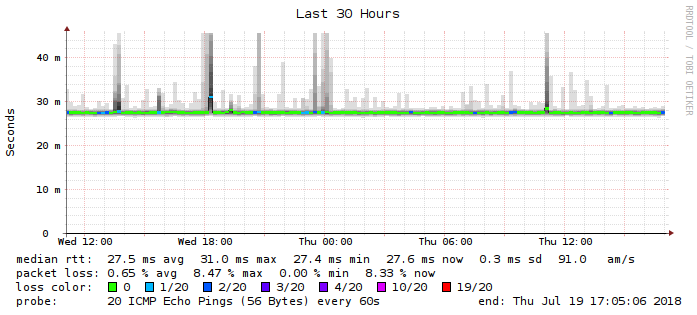 Last 30 Hours
RRDTOOL / TOBI OETIKER
Seconds
40 m
30 m
20 m
10 m
0
Wed 12:00 Wed 18:00 Thu 00:00 Thu 06:00 Thu 12:00
median rtt: 27.5 ms avg 31.0 ms max 27.4 ms min 27.6 ms now 0.3 ms sd 91.0 am/s
packet loss: 0.65 % avg 8.47 % max 0.00 % min 8.33 % now
loss color: 0 1/20 2/20 3/20 4/20 10/20 19/20
probe: 20 ICMP Echo Pings (56 Bytes) every 60s end: Thu Jul 19 17:05:06 2018